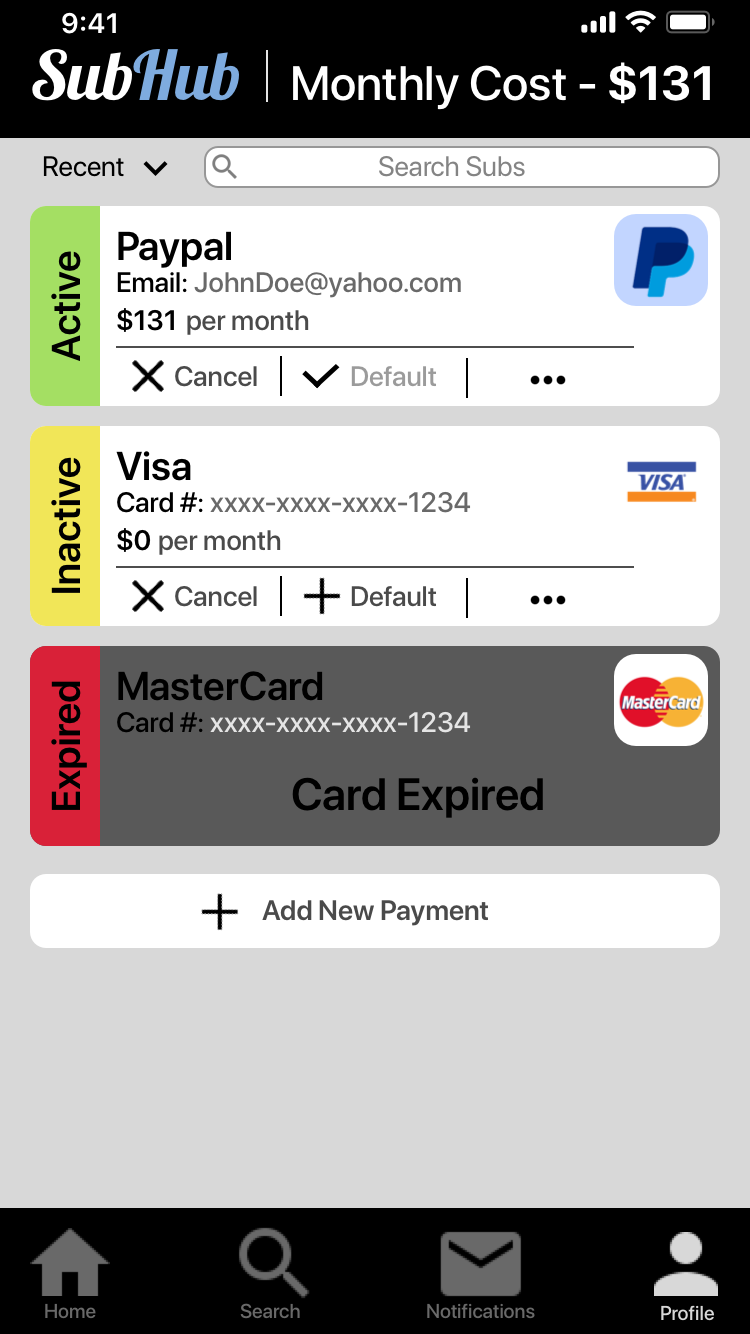 9:41
SubHub | Monthly Cost - $131
Recent
Search Subs
Active
Paypal
Email: JohnDoe@yahoo.com
$131 per month
Cancel
Default
Inactive
Visa
VISA
Card #: xxxx-xxxx-xxxx-1234
$0 per month
Cancel
Default
Expired
MasterCard
MasterCard
Card #: xxxx-xxxx-xxxx-1234
Card Expired
Add New Payment
Home
Search
Notifications
Profile